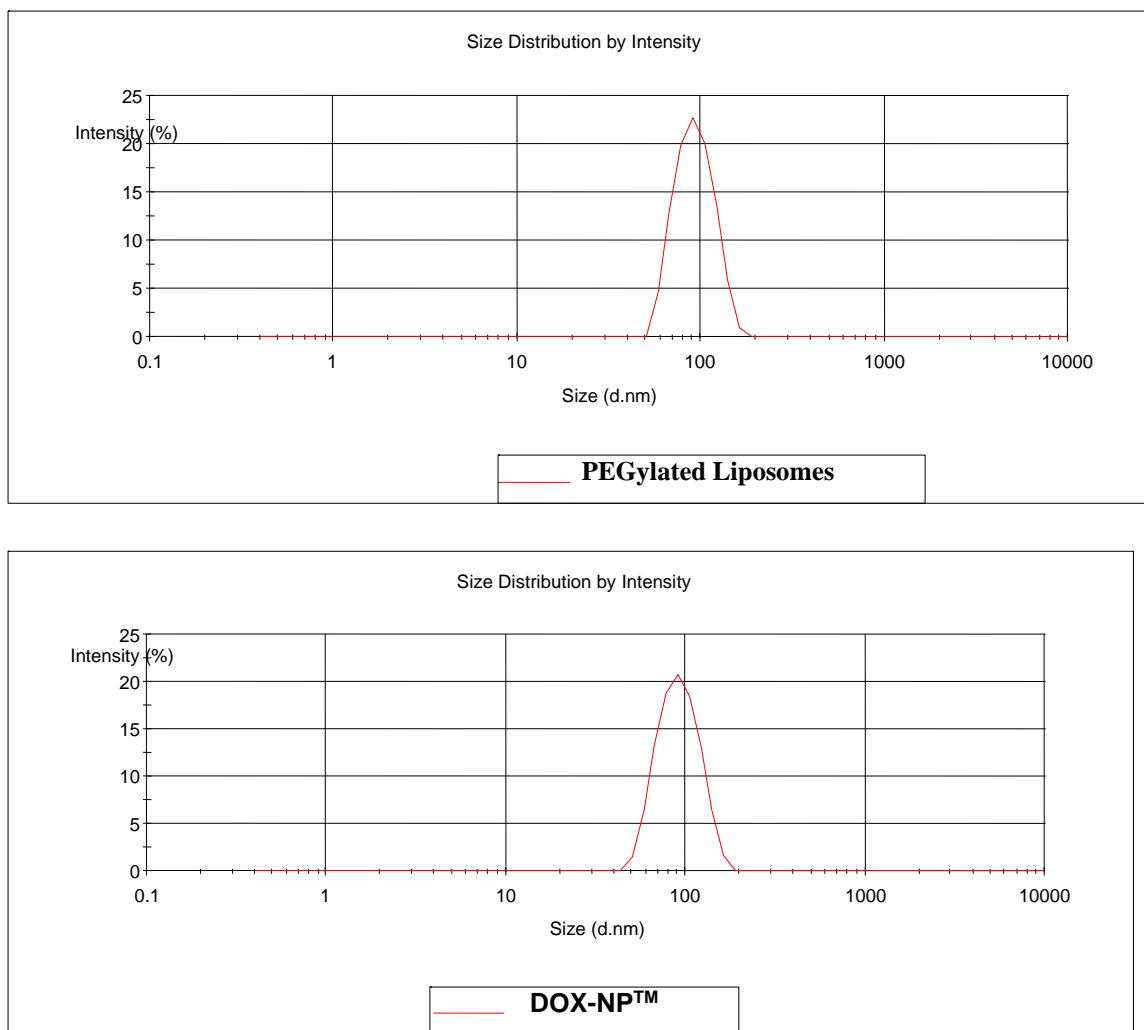 Size Distribution by Intensity
25
Intensity (%)
20
15
10
5
0
0.1 1 10 100 1000 10000
Size (d.nm)
PEGylated Liposomes
Size Distribution by Intensity
25
Intensity (%)
20
15
10
5
0
0.1 1 10 100 1000 10000
Size (d.nm)
DOX-NP™